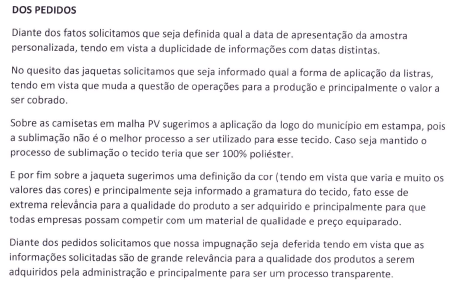 DOS PEDIDOS
Diante dos fatos solicitamos que seja definida qual a data de apresentação da amostra
personalizada, tendo em vista a duplicidade de informações com datas distintas.
No quesito das jaquetas solicitamos que seja informado qual a forma de aplicação da listras,
tendo em vista que muda a questão de operações para a produção e principalmente o valor a
ser cobrado.
Sobre as camisetas em malha PV sugerimos a aplicação da logo do município em estampa, pois
a sublimação não é o melhor processo a ser utilizado para esse tecido. Caso seja mantido o
processo de sublimação o tecido teria que ser 100% poliéster.
E por fim sobre a jaqueta sugerimos uma definição da cor (tendo em vista que varia e muito os
valores das cores) e principalmente seja informado a gramatura do tecido, fato esse de
extrema relevância para a qualidade do produto a ser adquirido e principalmente para que
todas empresas possam competir com um material de qualidade e preço equiparado.
Diante dos pedidos solicitamos que nossa impugnação seja deferida tendo em vista que as
informações solicitadas são de grande relevância para a qualidade dos produtos a serem
adquiridos pela administração e principalmente para ser um processo transparente.